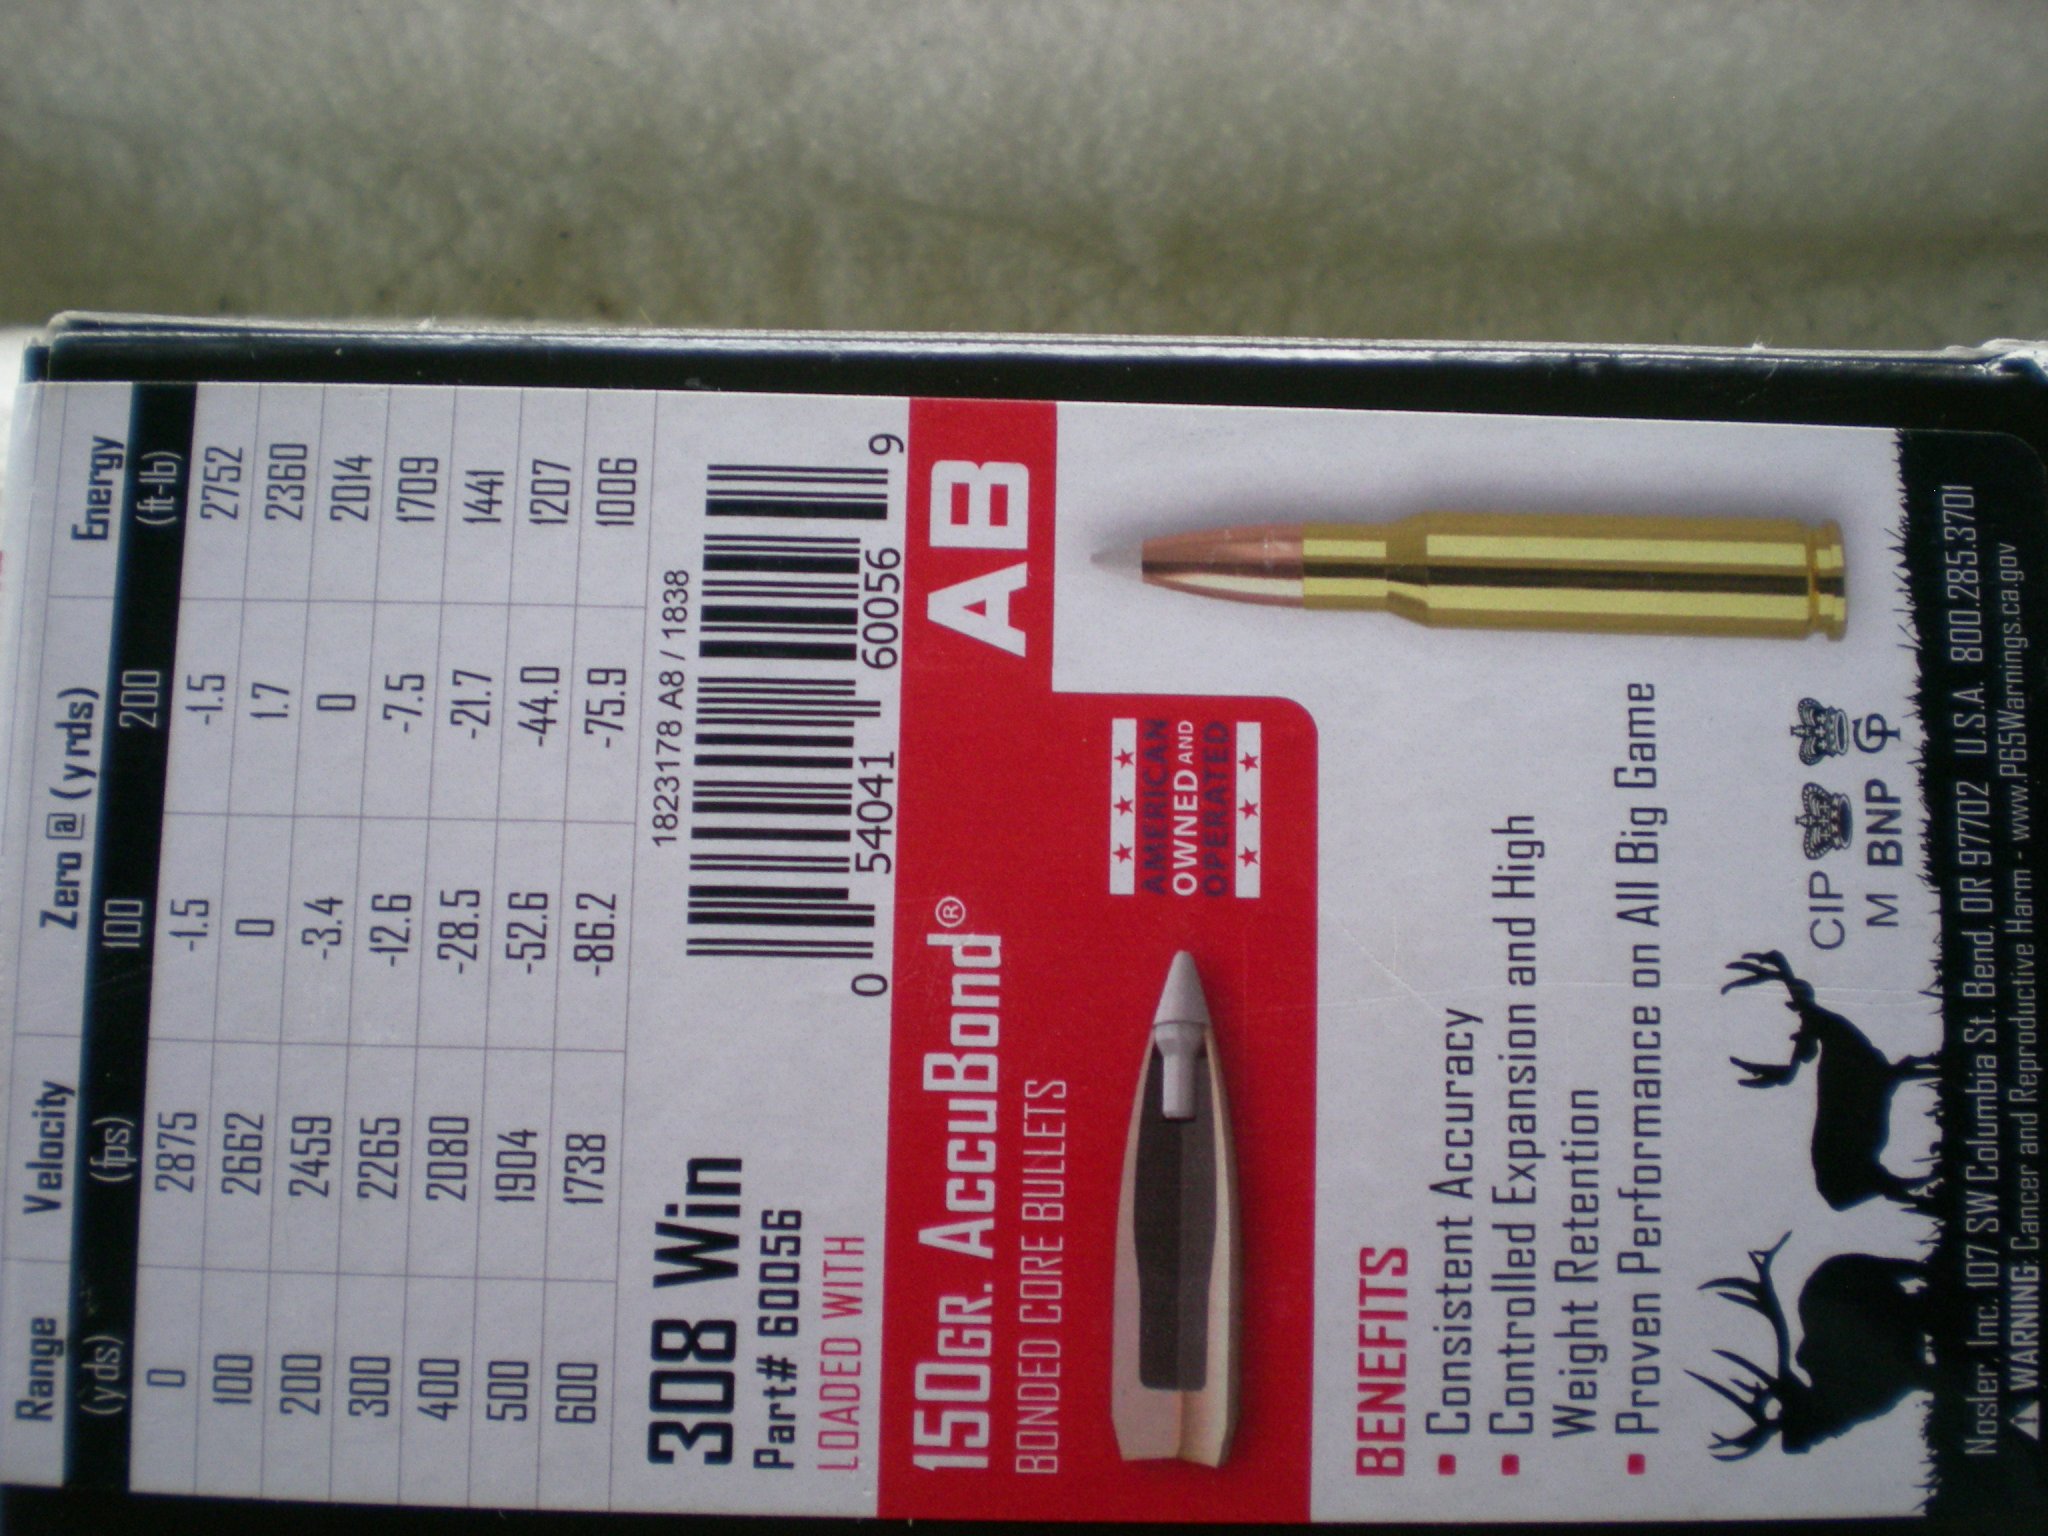 Range Velocity Zero @ (yrds) Energy
(yds) (fps) 100 200 (ft-lb)
0 2875 -1.5 -1.5 2752
100 2662 0 1.7 2360
200 2459 -3.4 0 2014
300 2265 -12.6 -7.5 1709
400 2080 -28.5 -21.7 1441
500 1904 -52.6 -44.0 1207
600 1738 -86.2 -75.9 1006
308 Win
Part# 60056
LOADED WITH
1823178 A8 / 1838
0 54041 60056 9
150GR. AccuBond®
BONDED CORE BULLETS
AB
AMERICAN
OWNED AND
OPERATED
BENEFITS
• Consistent Accuracy
• Controlled Expansion and High
Weight Retention
• Proven Performance on All Big Game
CIP
M BNP GP
Nosler, Inc. 107 SW Columbia St. Bend, OR 97702 U.S.A. 800.285.3701
⚠ WARNING: Cancer and Reproductive Harm - www.P65Warnings.ca.gov